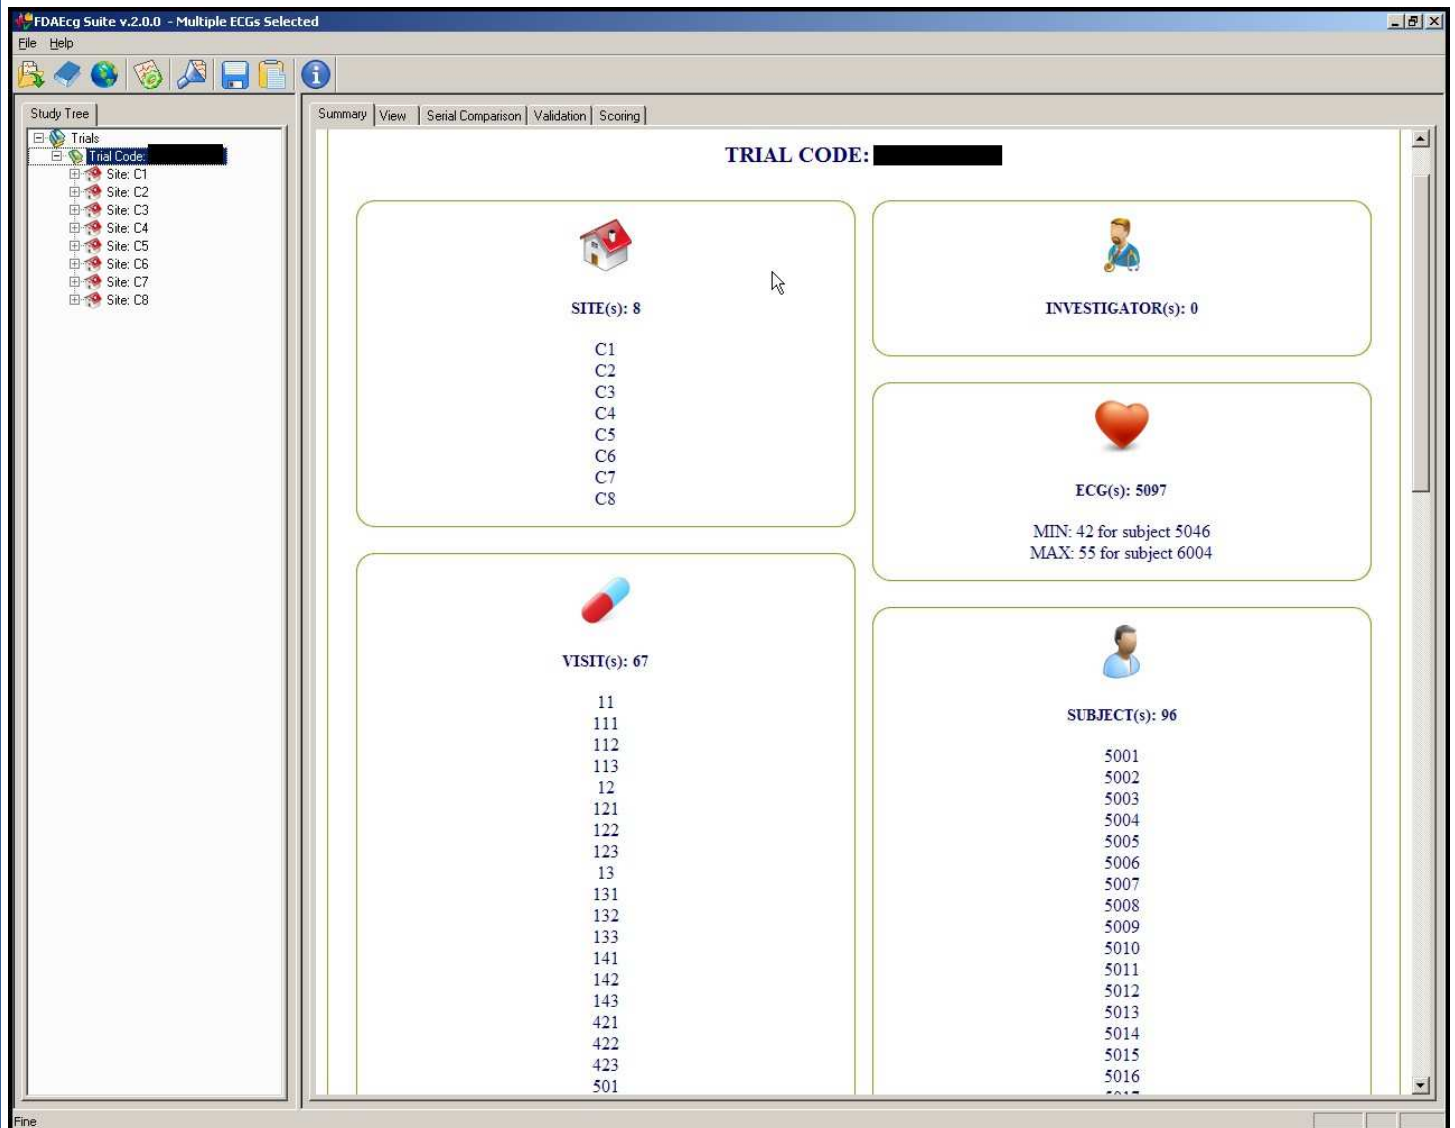 FDAEcg Suite v.2.0.0 - Multiple ECGs Selected
File Help
Study Tree
Trials
Trial Code:
Site: C1
Site: C2
Site: C3
Site: C4
Site: C5
Site: C6
Site: C7
Site: C8
Summary View Serial Comparison Validation Scoring
TRIAL CODE:
SITE(s): 8
C1
C2
C3
C4
C5
C6
C7
C8
INVESTIGATOR(s): 0
ECG(s): 5097
MIN: 42 for subject 5046
MAX: 55 for subject 6004
VISIT(s): 67
11
111
112
113
12
121
122
123
13
131
132
133
141
142
143
421
422
423
501
SUBJECT(s): 96
5001
5002
5003
5004
5005
5006
5007
5008
5009
5010
5011
5012
5013
5014
5015
5016
Fine